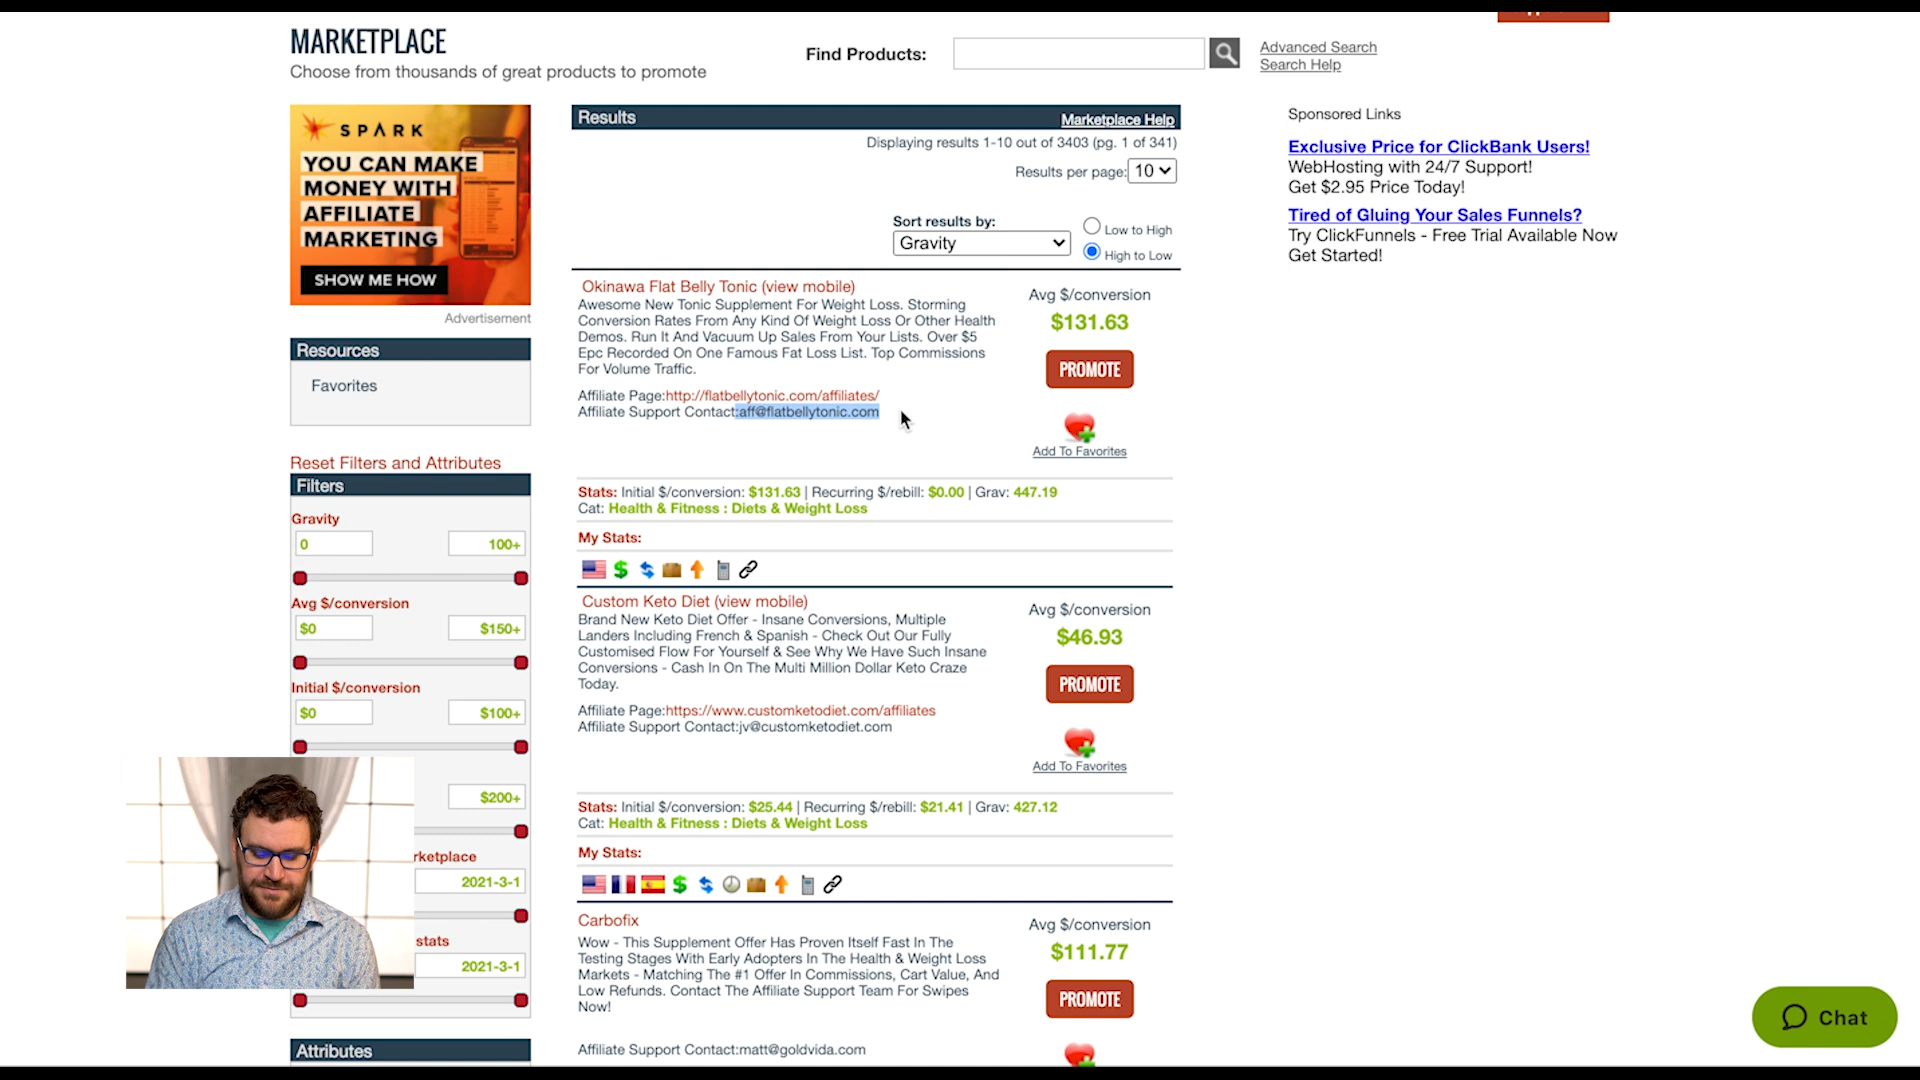 MARKETPLACE
Choose from thousands of great products to promote
Find Products:
Advanced Search
Search Help
SPARK
YOU CAN MAKE
MONEY WITH
AFFILIATE
MARKETING
SHOW ME HOW
Advertisement
Resources
Favorites
Reset Filters and Attributes
Filters
Gravity
0 100+
Avg $/conversion
$0 $150+
Initial $/conversion
$0 $100+
$200+
rketplace
2021-3-1
stats
2021-3-1
Attributes
Results Marketplace Help
Displaying results 1-10 out of 3403 (pg. 1 of 341)
Results per page: 10
Sort results by:
Gravity
Low to High
High to Low
Okinawa Flat Belly Tonic (view mobile)
Awesome New Tonic Supplement For Weight Loss. Storming
Conversion Rates From Any Kind Of Weight Loss Or Other Health
Demos. Run It And Vacuum Up Sales From Your Lists. Over $5
Epc Recorded On One Famous Fat Loss List. Top Commissions
For Volume Traffic.
Affiliate Page:http://flatbellytonic.com/affiliates/
Affiliate Support Contact:aff@flatbellytonic.com
Avg $/conversion
$131.63
PROMOTE
Add To Favorites
Stats: Initial $/conversion: $131.63 | Recurring $/rebill: $0.00 | Grav: 447.19
Cat: Health & Fitness : Diets & Weight Loss
My Stats:
Custom Keto Diet (view mobile)
Brand New Keto Diet Offer - Insane Conversions, Multiple
Landers Including French & Spanish - Check Out Our Fully
Customised Flow For Yourself & See Why We Have Such Insane
Conversions - Cash In On The Multi Million Dollar Keto Craze
Today.
Affiliate Page:https://www.customketodiet.com/affiliates
Affiliate Support Contact:jv@customketodiet.com
Avg $/conversion
$46.93
PROMOTE
Add To Favorites
Stats: Initial $/conversion: $25.44 | Recurring $/rebill: $21.41 | Grav: 427.12
Cat: Health & Fitness : Diets & Weight Loss
My Stats:
Carbofix
Wow - This Supplement Offer Has Proven Itself Fast In The
Testing Stages With Early Adopters In The Health & Weight Loss
Markets - Matching The #1 Offer In Commissions, Cart Value, And
Low Refunds. Contact The Affiliate Support Team For Swipes
Now!
Affiliate Support Contact:matt@goldvida.com
Avg $/conversion
$111.77
PROMOTE
Sponsored Links
Exclusive Price for ClickBank Users!
WebHosting with 24/7 Support!
Get $2.95 Price Today!
Tired of Gluing Your Sales Funnels?
Try ClickFunnels - Free Trial Available Now
Get Started!
Chat